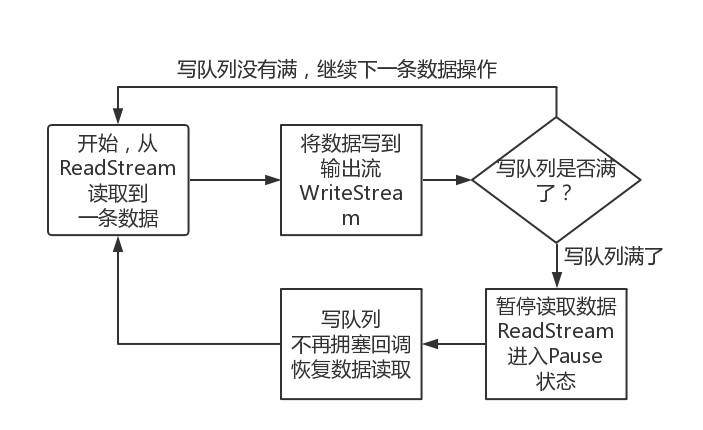 写队列没有满，继续下一条数据操作
开始，从
ReadStream
读取到
一条数据
将数据写到
输出流
WriteStrea
m
写队列是否满
了？
写队列满了
暂停读取数据
ReadStream
进入Pause
状态
写队列
不再拥塞回调
恢复数据读取